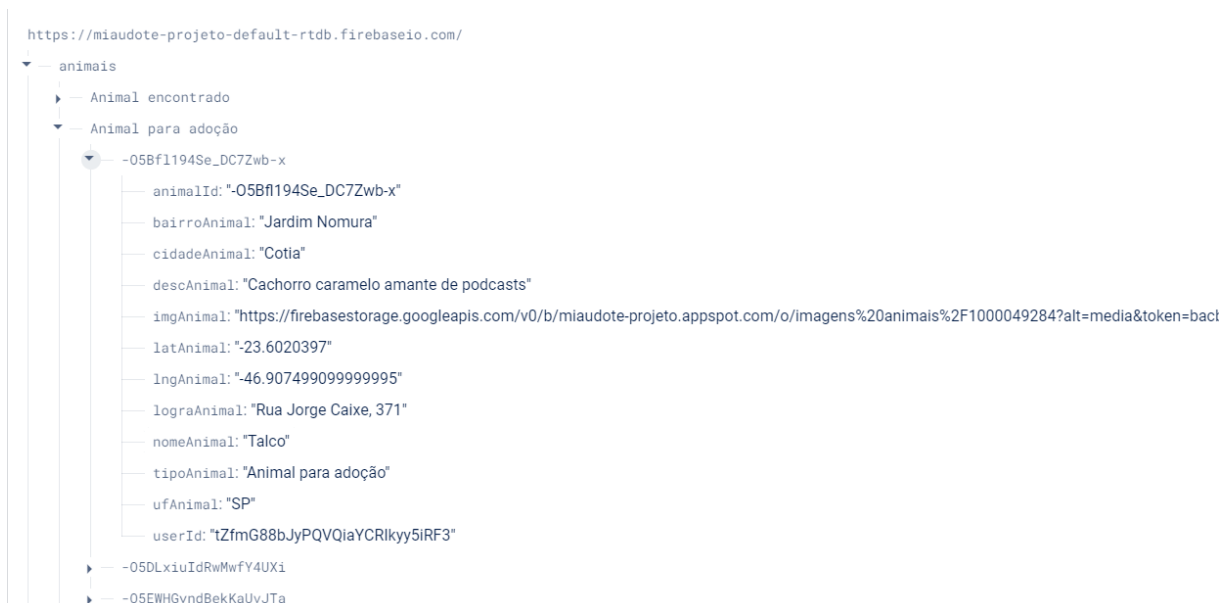 https://miaudote-projeto-default-rtdb.firebaseio.com/
animais
Animal encontrado
Animal para adoção
-O5Bfl194Se_DC7Zwb-x
animalId: "-O5Bfl194Se_DC7Zwb-x"
bairroAnimal: "Jardim Nomura"
cidadeAnimal: "Cotia"
descAnimal: "Cachorro caramelo amante de podcasts"
imgAnimal: "https://firebasestorage.googleapis.com/v0/b/miaudote-projeto.appspot.com/o/imagens%20animais%2F1000049284?alt=media&token=bacb
latAnimal: "-23.6020397"
lngAnimal: "-46.907499099999995"
lograAnimal: "Rua Jorge Caixe, 371"
nomeAnimal: "Talco"
tipoAnimal: "Animal para adoção"
ufAnimal: "SP"
userId: "tZfmG88bJyPQVQiaYCRIkyy5iRF3"
-O5DLxiuIdRwMwfY4UXi
-O5EWHGyndBekKaUyJTa